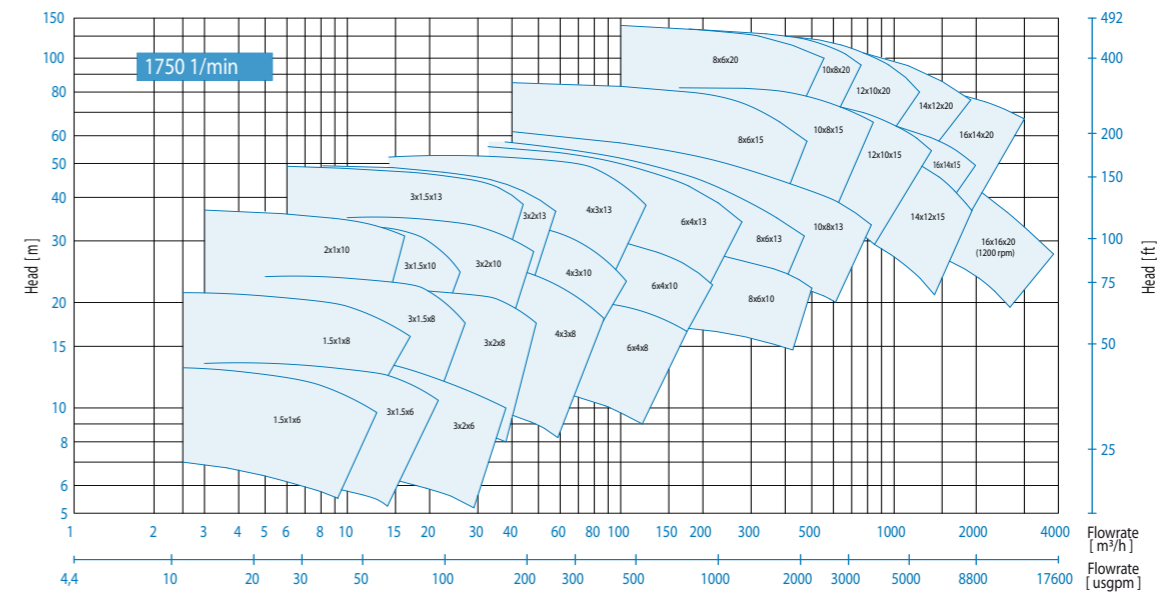 150
100
80
60
50
40
30
20
15
10
8
6
5
Head [ m ]
1750 1/min
492
400
200
150
100
75
50
25
Head [ ft ]
8x6x20
10x8x20
12x10x20
14x12x20
16x14x20
8x6x15
10x8x15
12x10x15
16x14x15
3x1.5x13
3x2x13
4x3x13
6x4x13
8x6x13
10x8x13
14x12x15
16x16x20
(1200 rpm)
2x1x10
3x1.5x10
3x2x10
4x3x10
6x4x10
8x6x10
1.5x1x8
3x1.5x8
3x2x8
4x3x8
6x4x8
1.5x1x6
3x1.5x6
3x2x6
1 2 3 4 5 6 8 10 15 20 30 40 60 80 100 150 200 300 500 1000 2000 4000
Flowrate
[ m³/h ]
4,4 10 20 30 50 100 200 300 500 1000 2000 3000 5000 8800 17600
Flowrate
[ usgpm ]